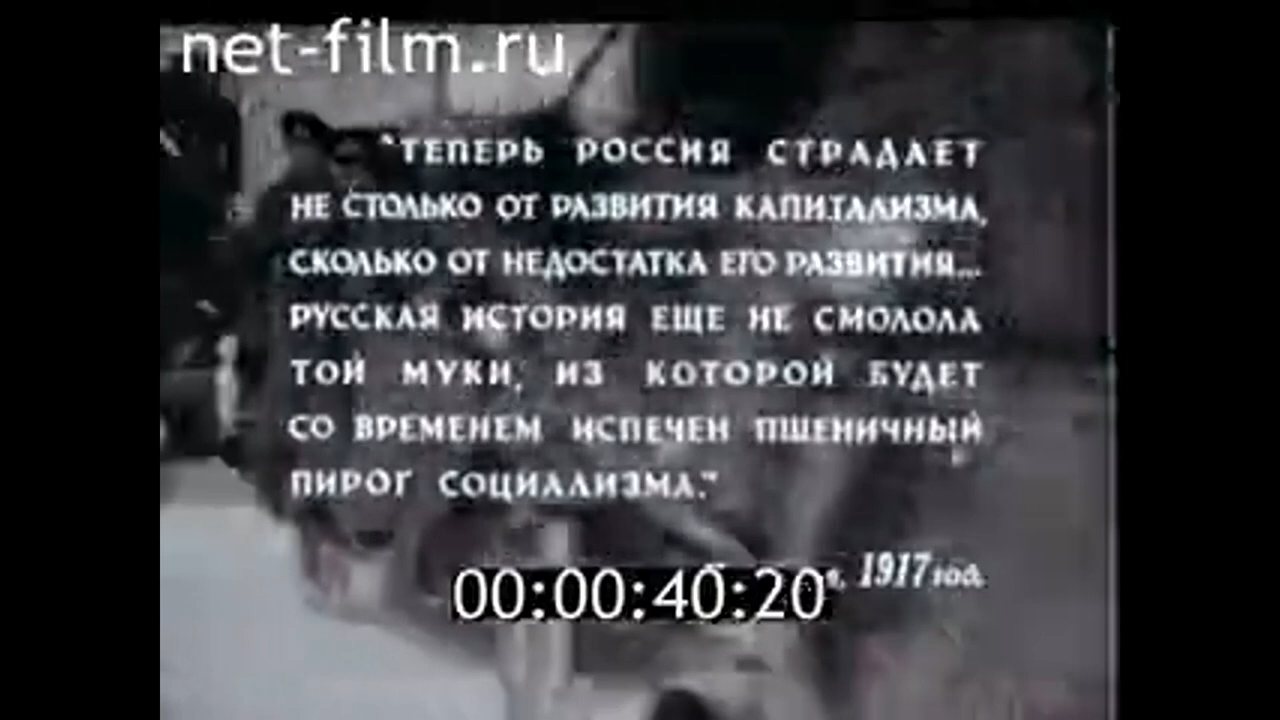 net-film.ru
"ТЕПЕРЬ РОССИЯ СТРАДАЕТ
НЕ СТОЛЬКО ОТ РАЗВИТИЯ КАПИТАЛИЗМА,
СКОЛЬКО ОТ НЕДОСТАТКА ЕГО РАЗВИТИЯ...
РУССКАЯ ИСТОРИЯ ЕЩЕ НЕ СМОЛОЛА
ТОЙ МУКИ, ИЗ КОТОРОЙ БУДЕТ
СО ВРЕМЕНЕМ ИСПЕЧЕН ПШЕНИЧНЫЙ
ПИРОГ СОЦИАЛИЗМА."
1917 год.
00:00:40:20